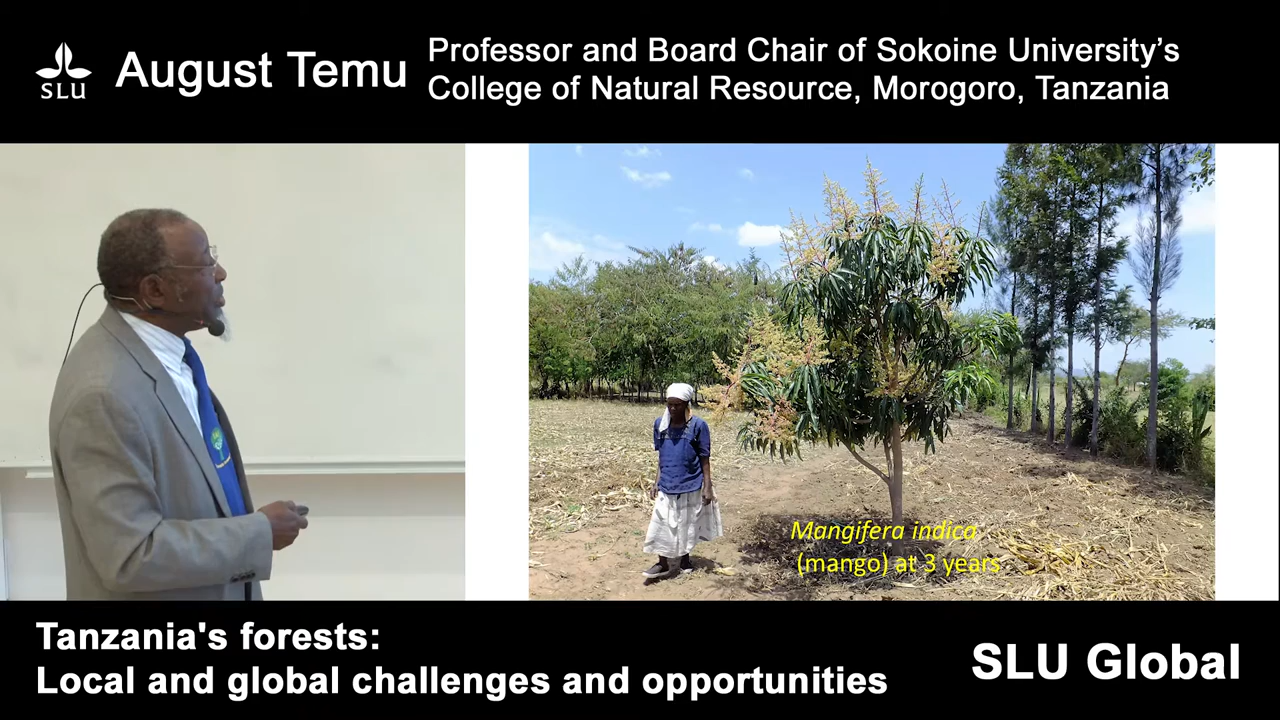 SLU
August Temu
Professor and Board Chair of Sokoine University's
College of Natural Resource, Morogoro, Tanzania
Mangifera indica
(mango) at 3 years
Tanzania's forests:
Local and global challenges and opportunities
SLU Global